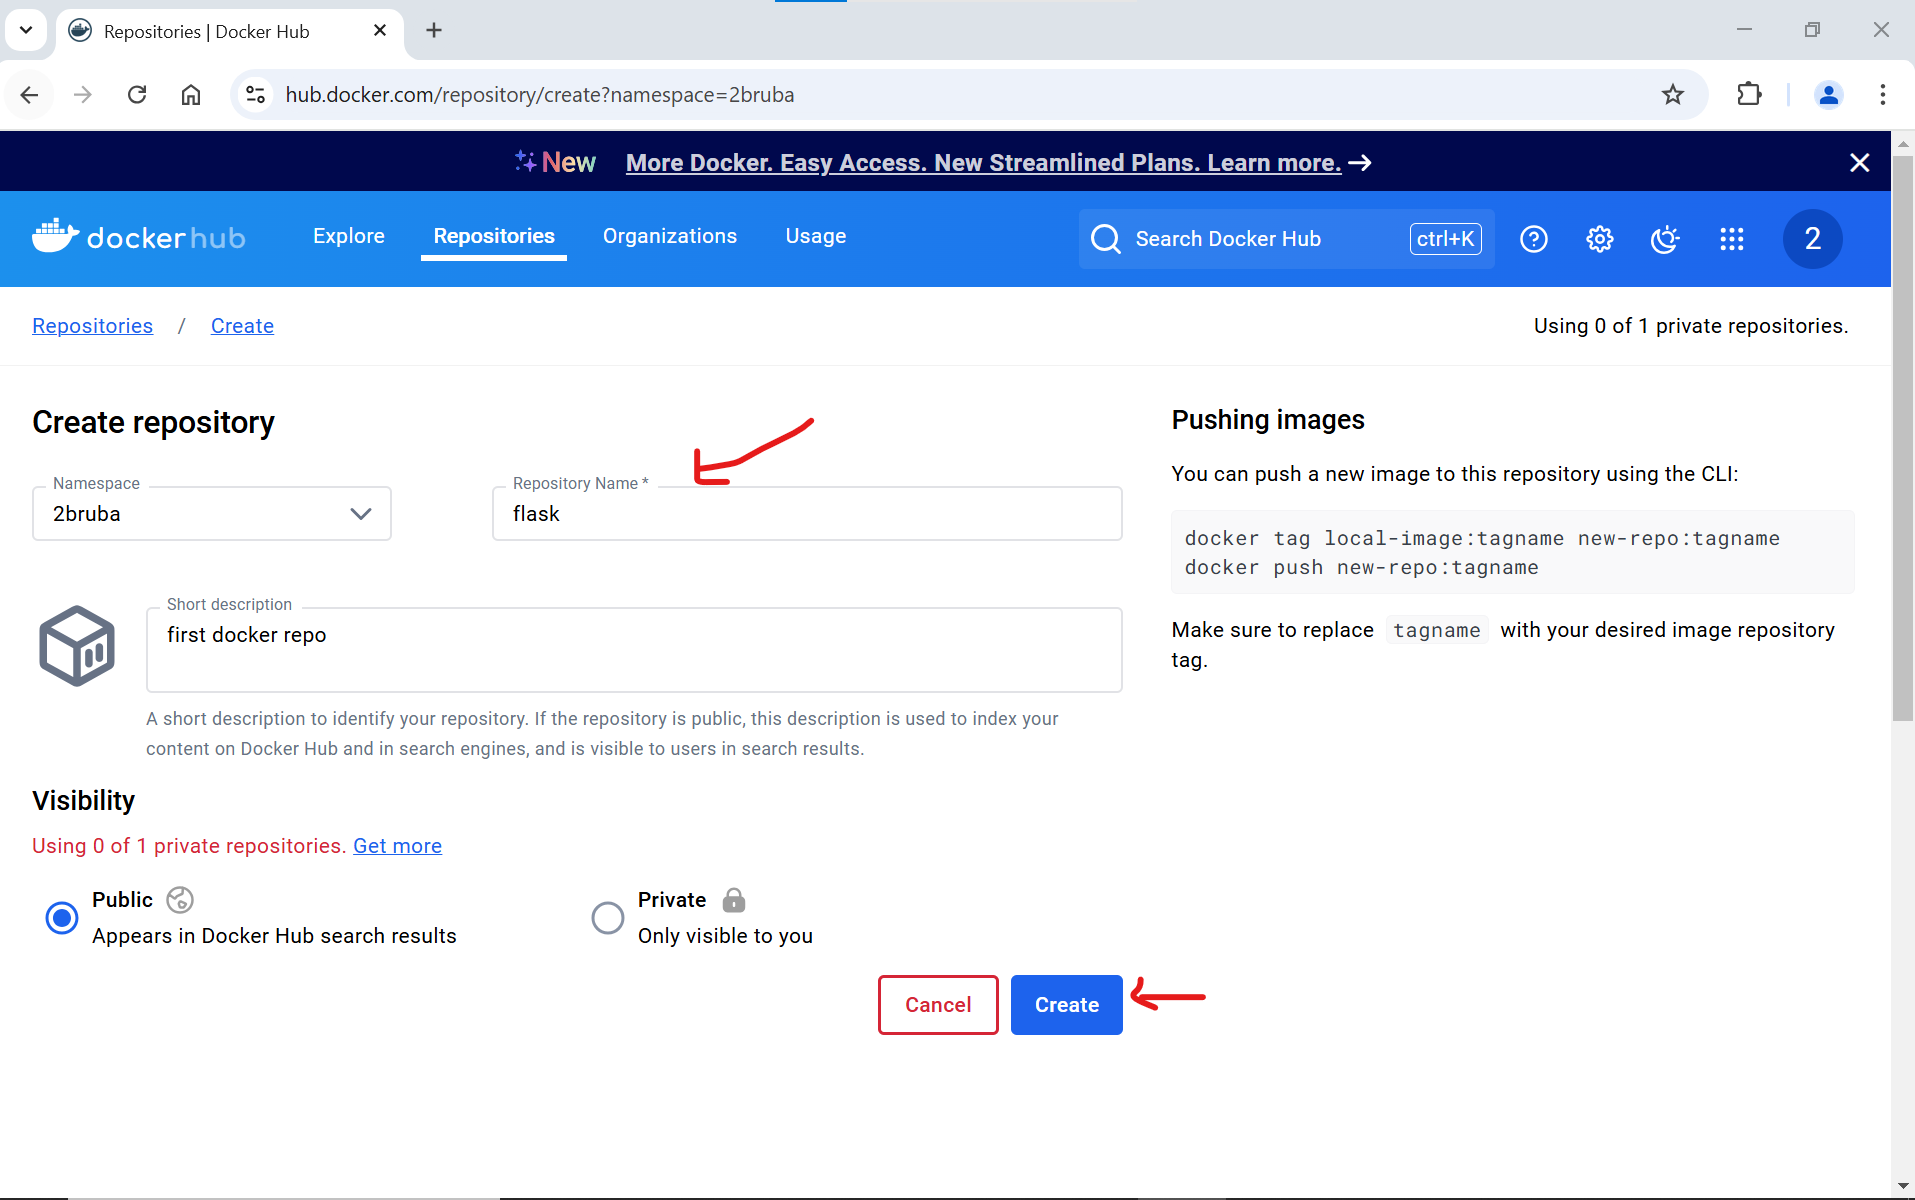 Repositories | Docker Hub
hub.docker.com/repository/create?namespace=2bruba
New More Docker. Easy Access. New Streamlined Plans. Learn more. →
dockerhub Explore Repositories Organizations Usage Search Docker Hub ctrl+K 2
Repositories / Create Using 0 of 1 private repositories.
Create repository
Namespace
2bruba
Repository Name *
flask
Short description
first docker repo
A short description to identify your repository. If the repository is public, this description is used to index your
content on Docker Hub and in search engines, and is visible to users in search results.
Visibility
Using 0 of 1 private repositories. Get more
Public
Appears in Docker Hub search results
Private
Only visible to you
Cancel Create
Pushing images
You can push a new image to this repository using the CLI:
docker tag local-image:tagname new-repo:tagname
docker push new-repo:tagname
Make sure to replace tagname with your desired image repository
tag.